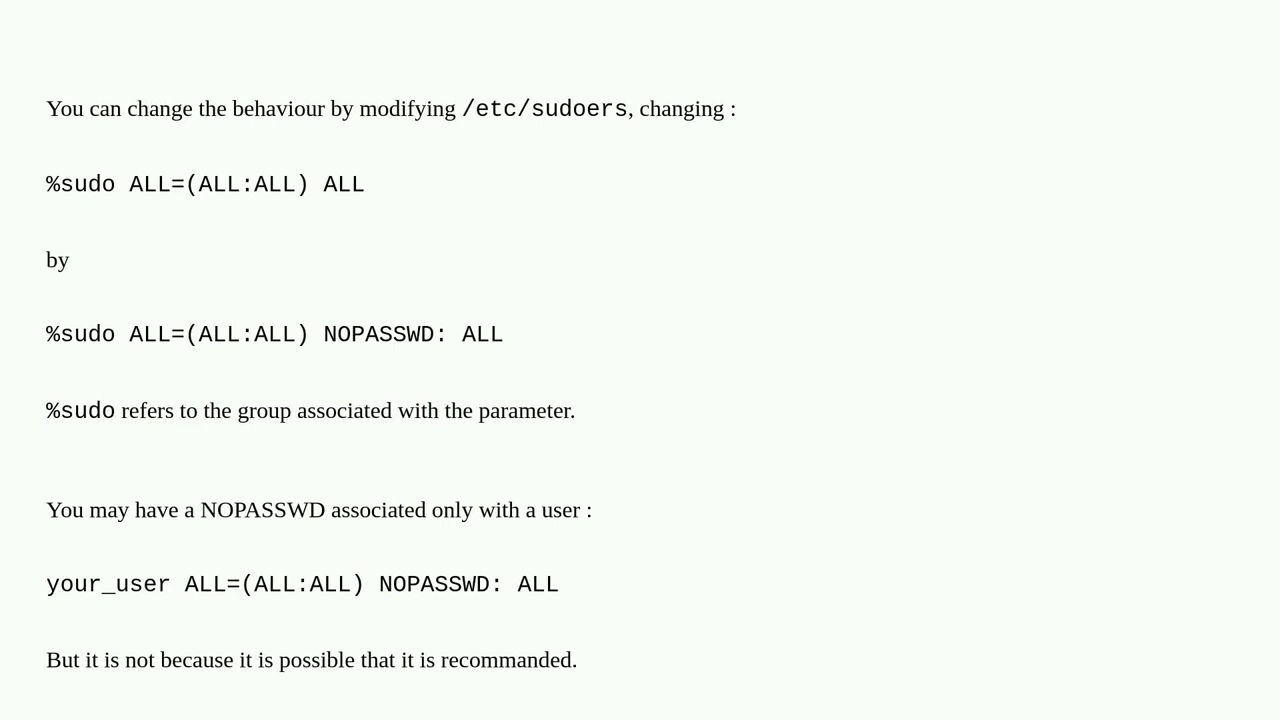 You can change the behaviour by modifying /etc/sudoers, changing :
%sudo ALL=(ALL:ALL) ALL
by
%sudo ALL=(ALL:ALL) NOPASSWD: ALL
%sudo refers to the group associated with the parameter.
You may have a NOPASSWD associated only with a user :
your_user ALL=(ALL:ALL) NOPASSWD: ALL
But it is not because it is possible that it is recommanded.